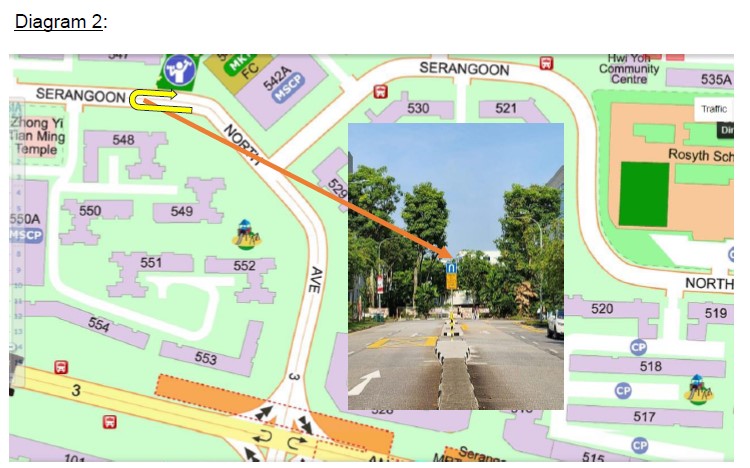 Diagram 2:
547
MKT
FC
542A
MSCP
SERANGOON
SERANGOON
Hwi Yoh
Community
Centre
535A
Traffic
Zhong Yi
Tian Ming
Temple
548
NORTH
530
521
Rosyth Sch
550A
MSCP
550
549
529
551
552
AVE
NORTH
554
553
520
519
3
3
CP
518
CP
517
CP
515
101